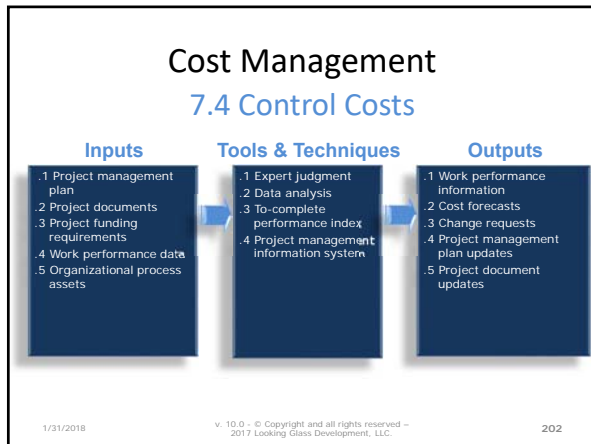 Cost Management
7.4 Control Costs
Inputs
.1 Project management
plan
.2 Project documents
.3 Project funding
requirements
.4 Work performance data
.5 Organizational process
assets
Tools & Techniques
.1 Expert judgment
.2 Data analysis
.3 To-complete
performance index
.4 Project management
information system
Outputs
.1 Work performance
information
.2 Cost forecasts
.3 Change requests
.4 Project management
plan updates
.5 Project document
updates
1/31/2018
v. 10.0 - © Copyright and all rights reserved –
2017 Looking Glass Development, LLC.
202